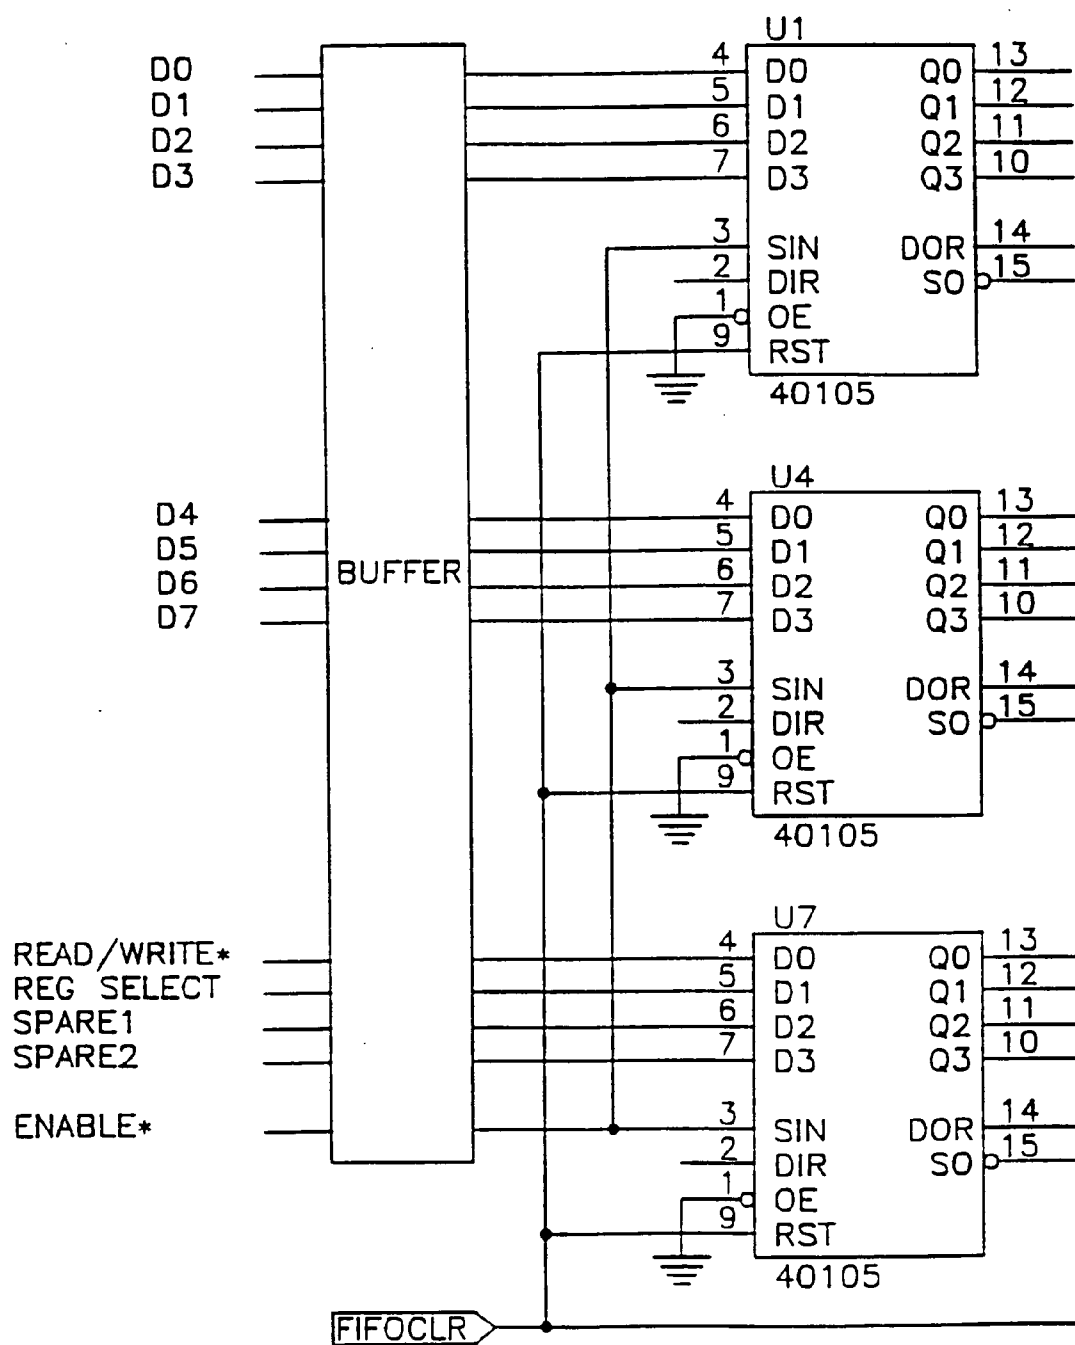 U1
D0 4 D0 Q0 13
D1 5 D1 Q1 12
D2 6 D2 Q2 11
D3 7 D3 Q3 10
3 SIN DOR 14
2 DIR SO 15
1 OE
9 RST
40105
U4
D4 4 D0 Q0 13
D5 5 D1 Q1 12
BUFFER
D6 6 D2 Q2 11
D7 7 D3 Q3 10
3 SIN DOR 14
2 DIR SO 15
1 OE
9 RST
40105
U7
READ/WRITE* 4 D0 Q0 13
REG SELECT 5 D1 Q1 12
SPARE1 6 D2 Q2 11
SPARE2 7 D3 Q3 10
ENABLE* 3 SIN DOR 14
2 DIR SO 15
1 OE
9 RST
40105
FIFOCLR